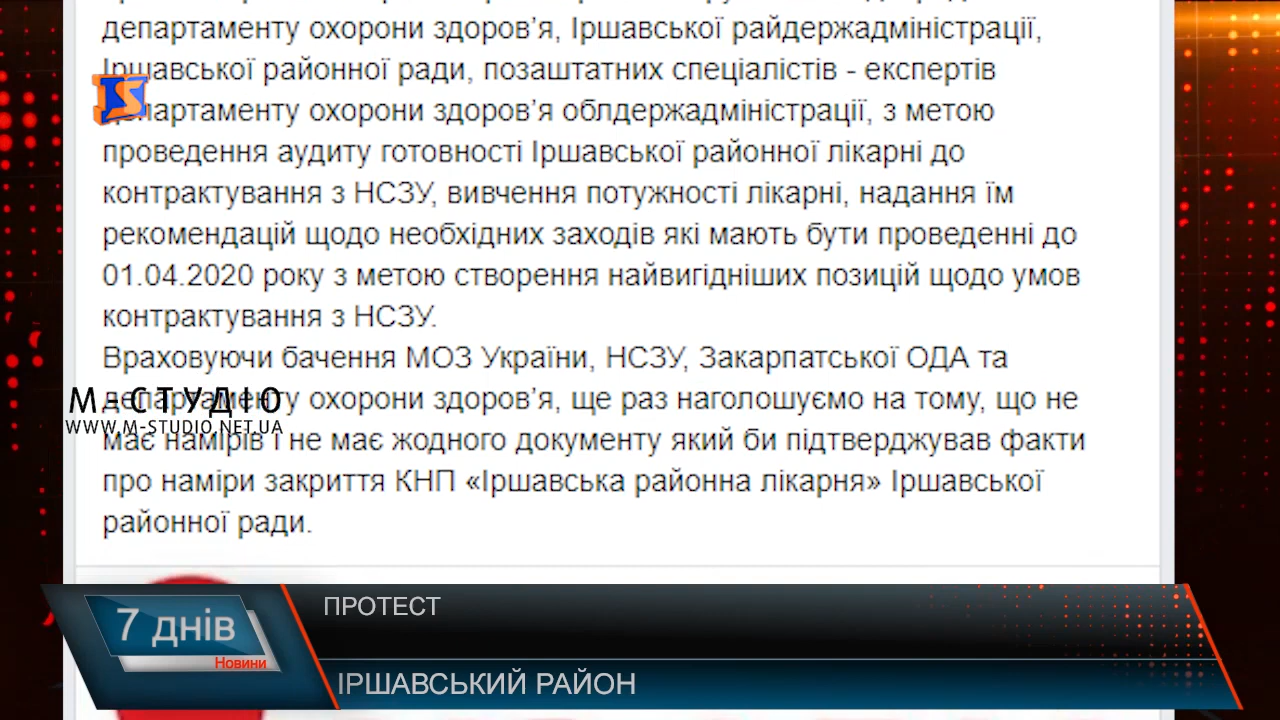 департаменту охорони здоров’я, Іршавської райдержадміністрації,
Іршавської районної ради, позаштатних спеціалістів - експертів
департаменту охорони здоров’я облдержадміністрації, з метою
проведення аудиту готовності Іршавської районної лікарні до
контрактування з НСЗУ, вивчення потужності лікарні, надання їм
рекомендацій щодо необхідних заходів які мають бути проведенні до
01.04.2020 року з метою створення найвигідніших позицій щодо умов
контрактування з НСЗУ.
Враховуючи бачення МОЗ України, НСЗУ, Закарпатської ОДА та
департаменту охорони здоров’я, ще раз наголошуємо на тому, що не
має намірів і не має жодного документу який би підтверджував факти
про наміри закриття КНП «Іршавська районна лікарня» Іршавської
районної ради.
М-СТУДІО
WWW.M-STUDIO.NET.UA
7 днів
Новини
ПРОТЕСТ
ІРШАВСЬКИЙ РАЙОН